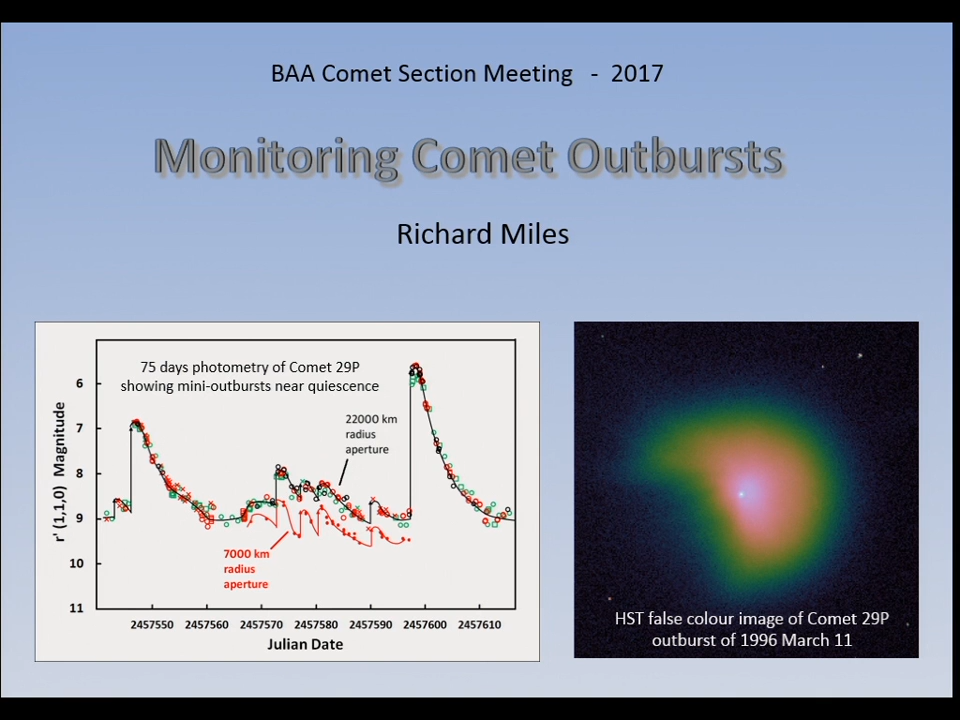 BAA Comet Section Meeting - 2017
Monitoring Comet Outbursts
Richard Miles
75 days photometry of Comet 29P
showing mini-outbursts near quiescence
22000 km
radius
aperture
7000 km
radius
aperture
r' (1,1,0) Magnitude
6
7
8
9
10
11
2457550 2457560 2457570 2457580 2457590 2457600 2457610
Julian Date
HST false colour image of Comet 29P
outburst of 1996 March 11